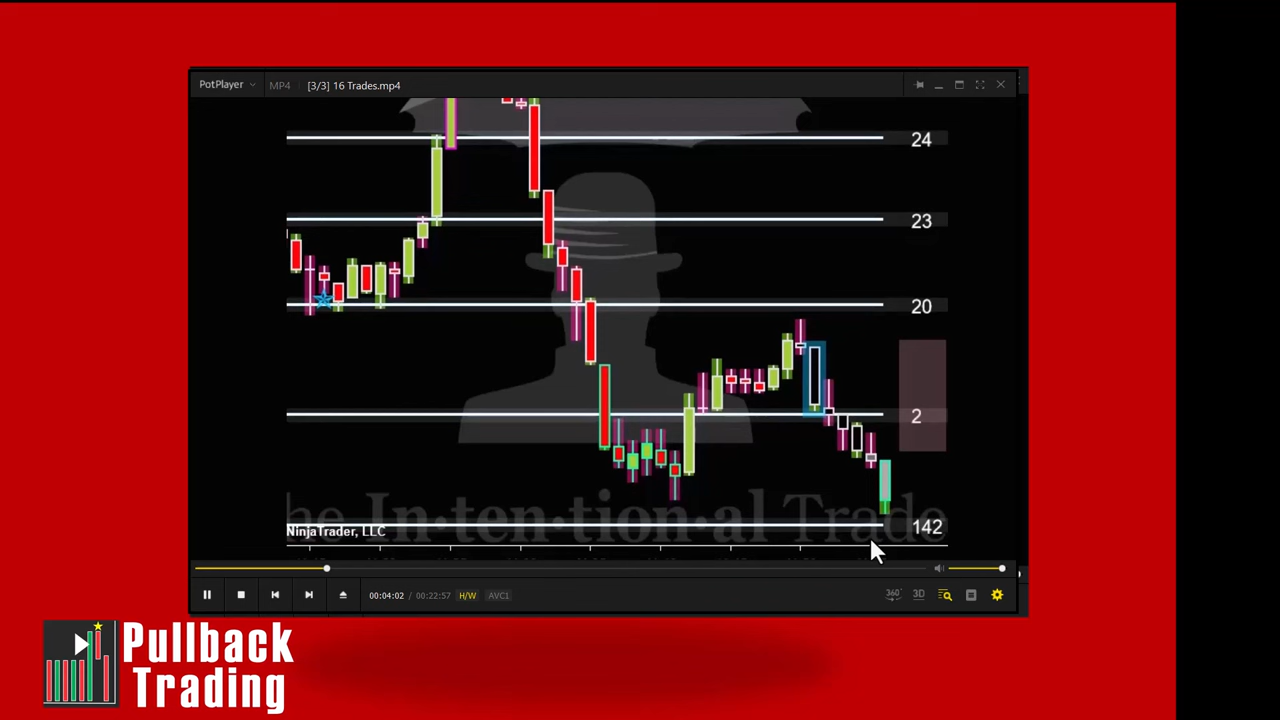 PotPlayer MP4 [3/3] 16 Trades.mp4
24
23
20
2
he In·ten·tion·al Trade
NinjaTrader, LLC
142
00:04:02 / 00:22:57 H/W AVC1
360° 3D
Pullback
Trading